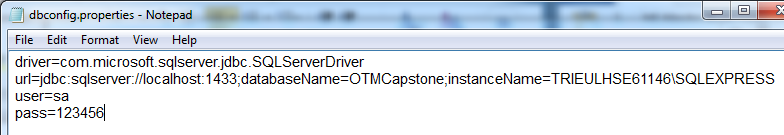 dbconfig.properties - Notepad
File Edit Format View Help
driver=com.microsoft.sqlserver.jdbc.SQLServerDriver
url=jdbc:sqlserver://localhost:1433;databaseName=OTMCapstone;instanceName=TRIEULHSE61146\SQLEXPRESS
user=sa
pass=123456